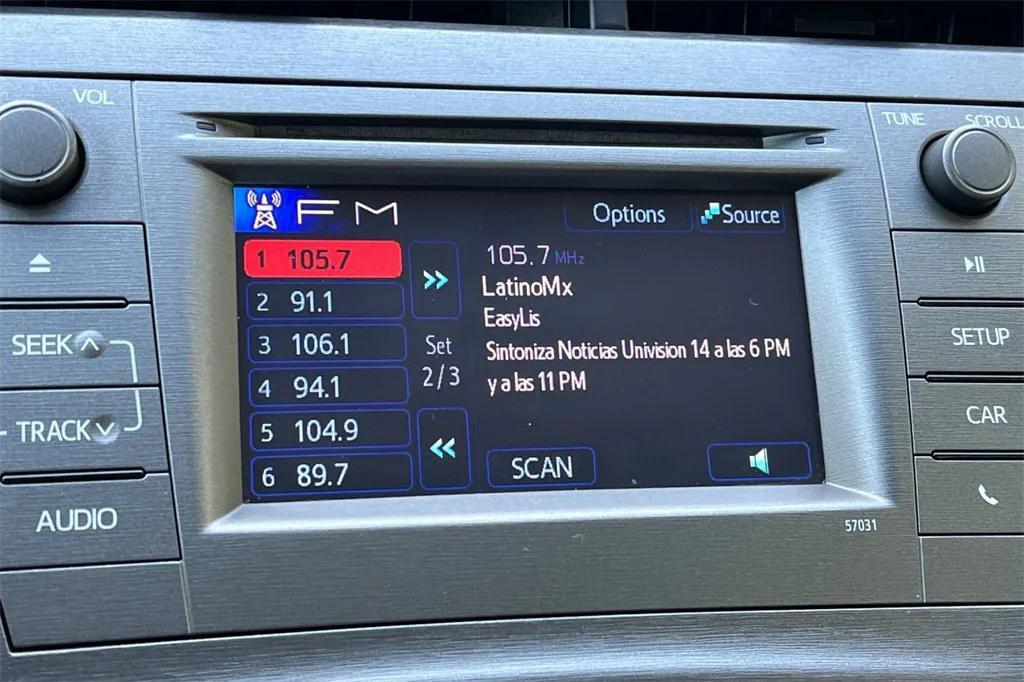 VOL
TUNE SCROLL
FM
Options
Source
1 105.7
2 91.1
3 106.1
4 94.1
5 104.9
6 89.7
Set
2/3
105.7 MHz
LatinoMx
EasyLis
Sintoniza Noticias Univision 14 a las 6 PM
y a las 11 PM
SCAN
SEEK
TRACK
AUDIO
SETUP
CAR
57031